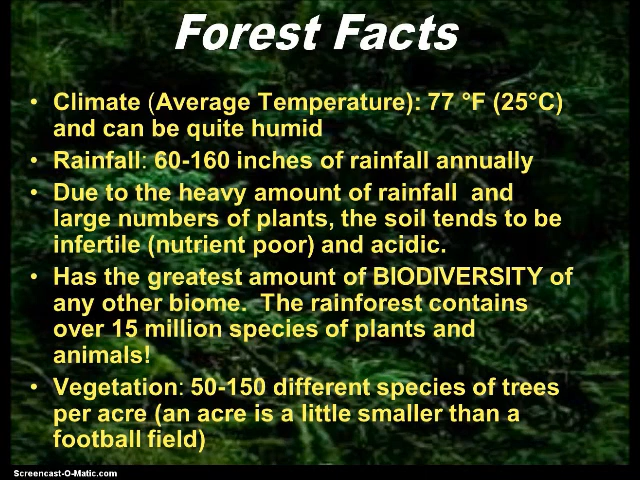 Forest Facts
• Climate (Average Temperature): 77 °F (25°C)
and can be quite humid
• Rainfall: 60-160 inches of rainfall annually
• Due to the heavy amount of rainfall  and
large numbers of plants, the soil tends to be
infertile (nutrient poor) and acidic.
• Has the greatest amount of BIODIVERSITY of
any other biome.  The rainforest contains
over 15 million species of plants and
animals!
• Vegetation: 50-150 different species of trees
per acre (an acre is a little smaller than a
football field)
Screencast-O-Matic.com